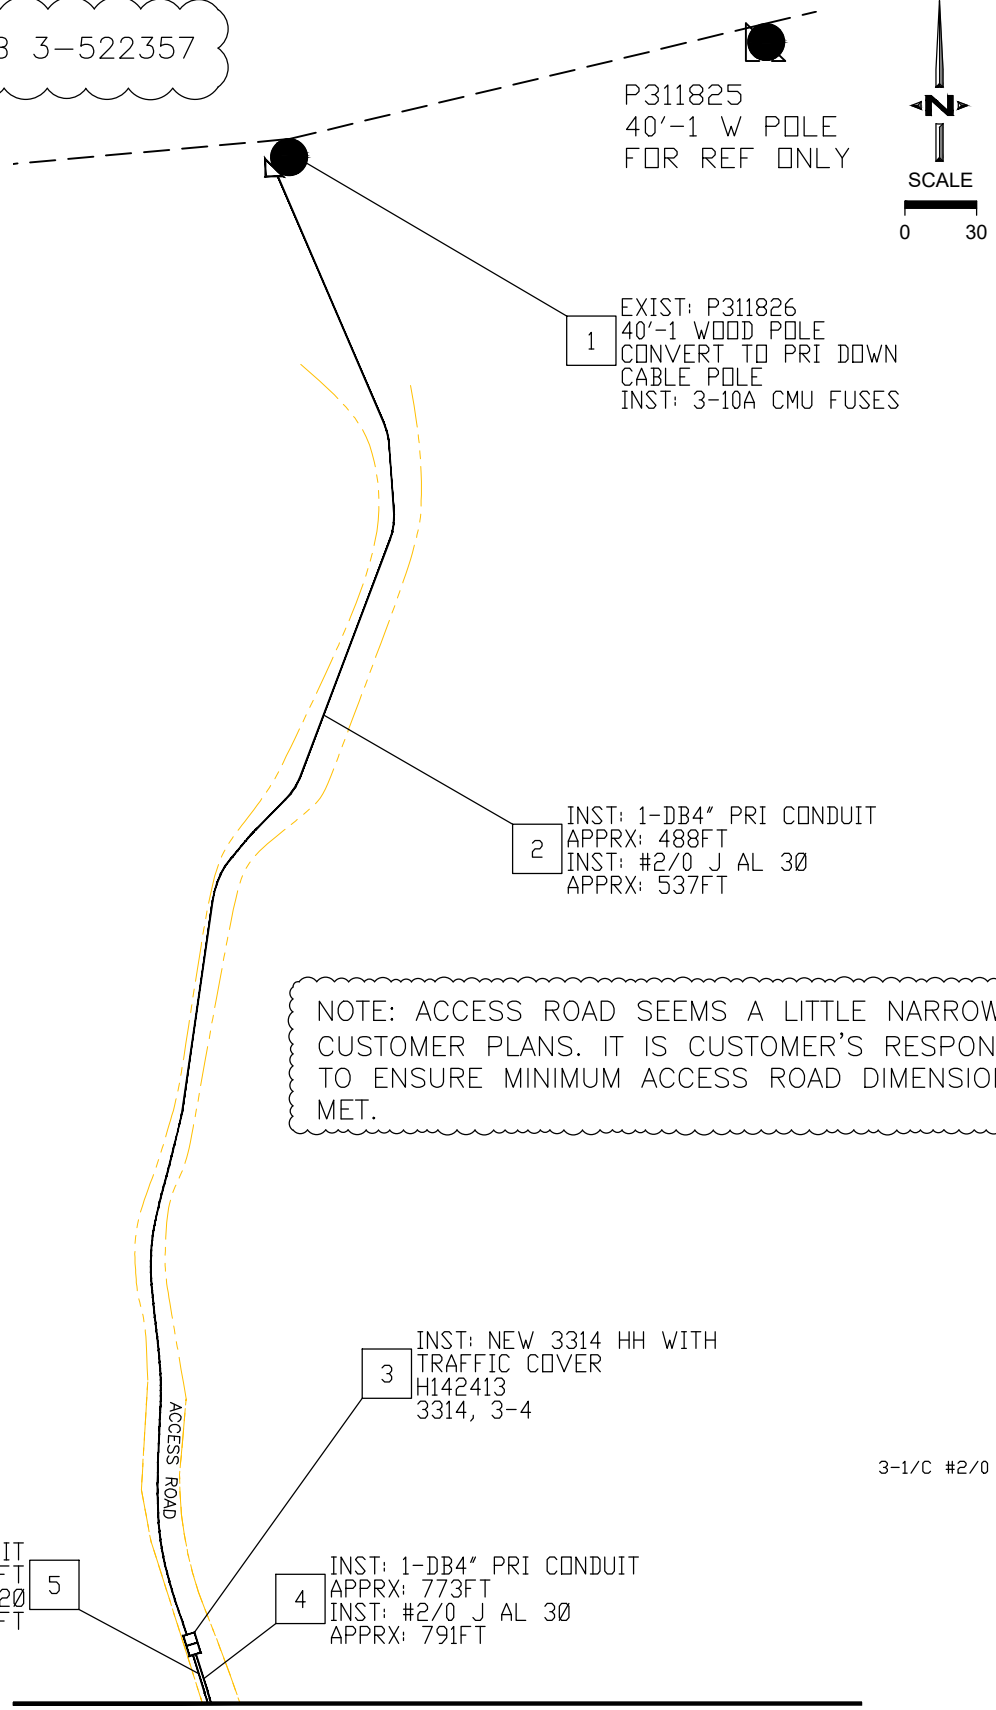 3-522357
P311825
40'-1 W POLE
FOR REF ONLY
N
SCALE
0 30
1
EXIST: P311826
40'-1 WOOD POLE
CONVERT TO PRI DOWN
CABLE POLE
INST: 3-10A CMU FUSES
2
INST: 1-DB4" PRI CONDUIT
APPRX: 488FT
INST: #2/0 J AL 3Ø
APPRX: 537FT
NOTE: ACCESS ROAD SEEMS A LITTLE NARROW
CUSTOMER PLANS. IT IS CUSTOMER'S RESPON
TO ENSURE MINIMUM ACCESS ROAD DIMENSION
MET.
3
INST: NEW 3314 HH WITH
TRAFFIC COVER
H142413
3314, 3-4
ACCESS ROAD
3-1/C #2/0
IT
FT
2Ø
FT
5
4
INST: 1-DB4" PRI CONDUIT
APPRX: 773FT
INST: #2/0 J AL 3Ø
APPRX: 791FT